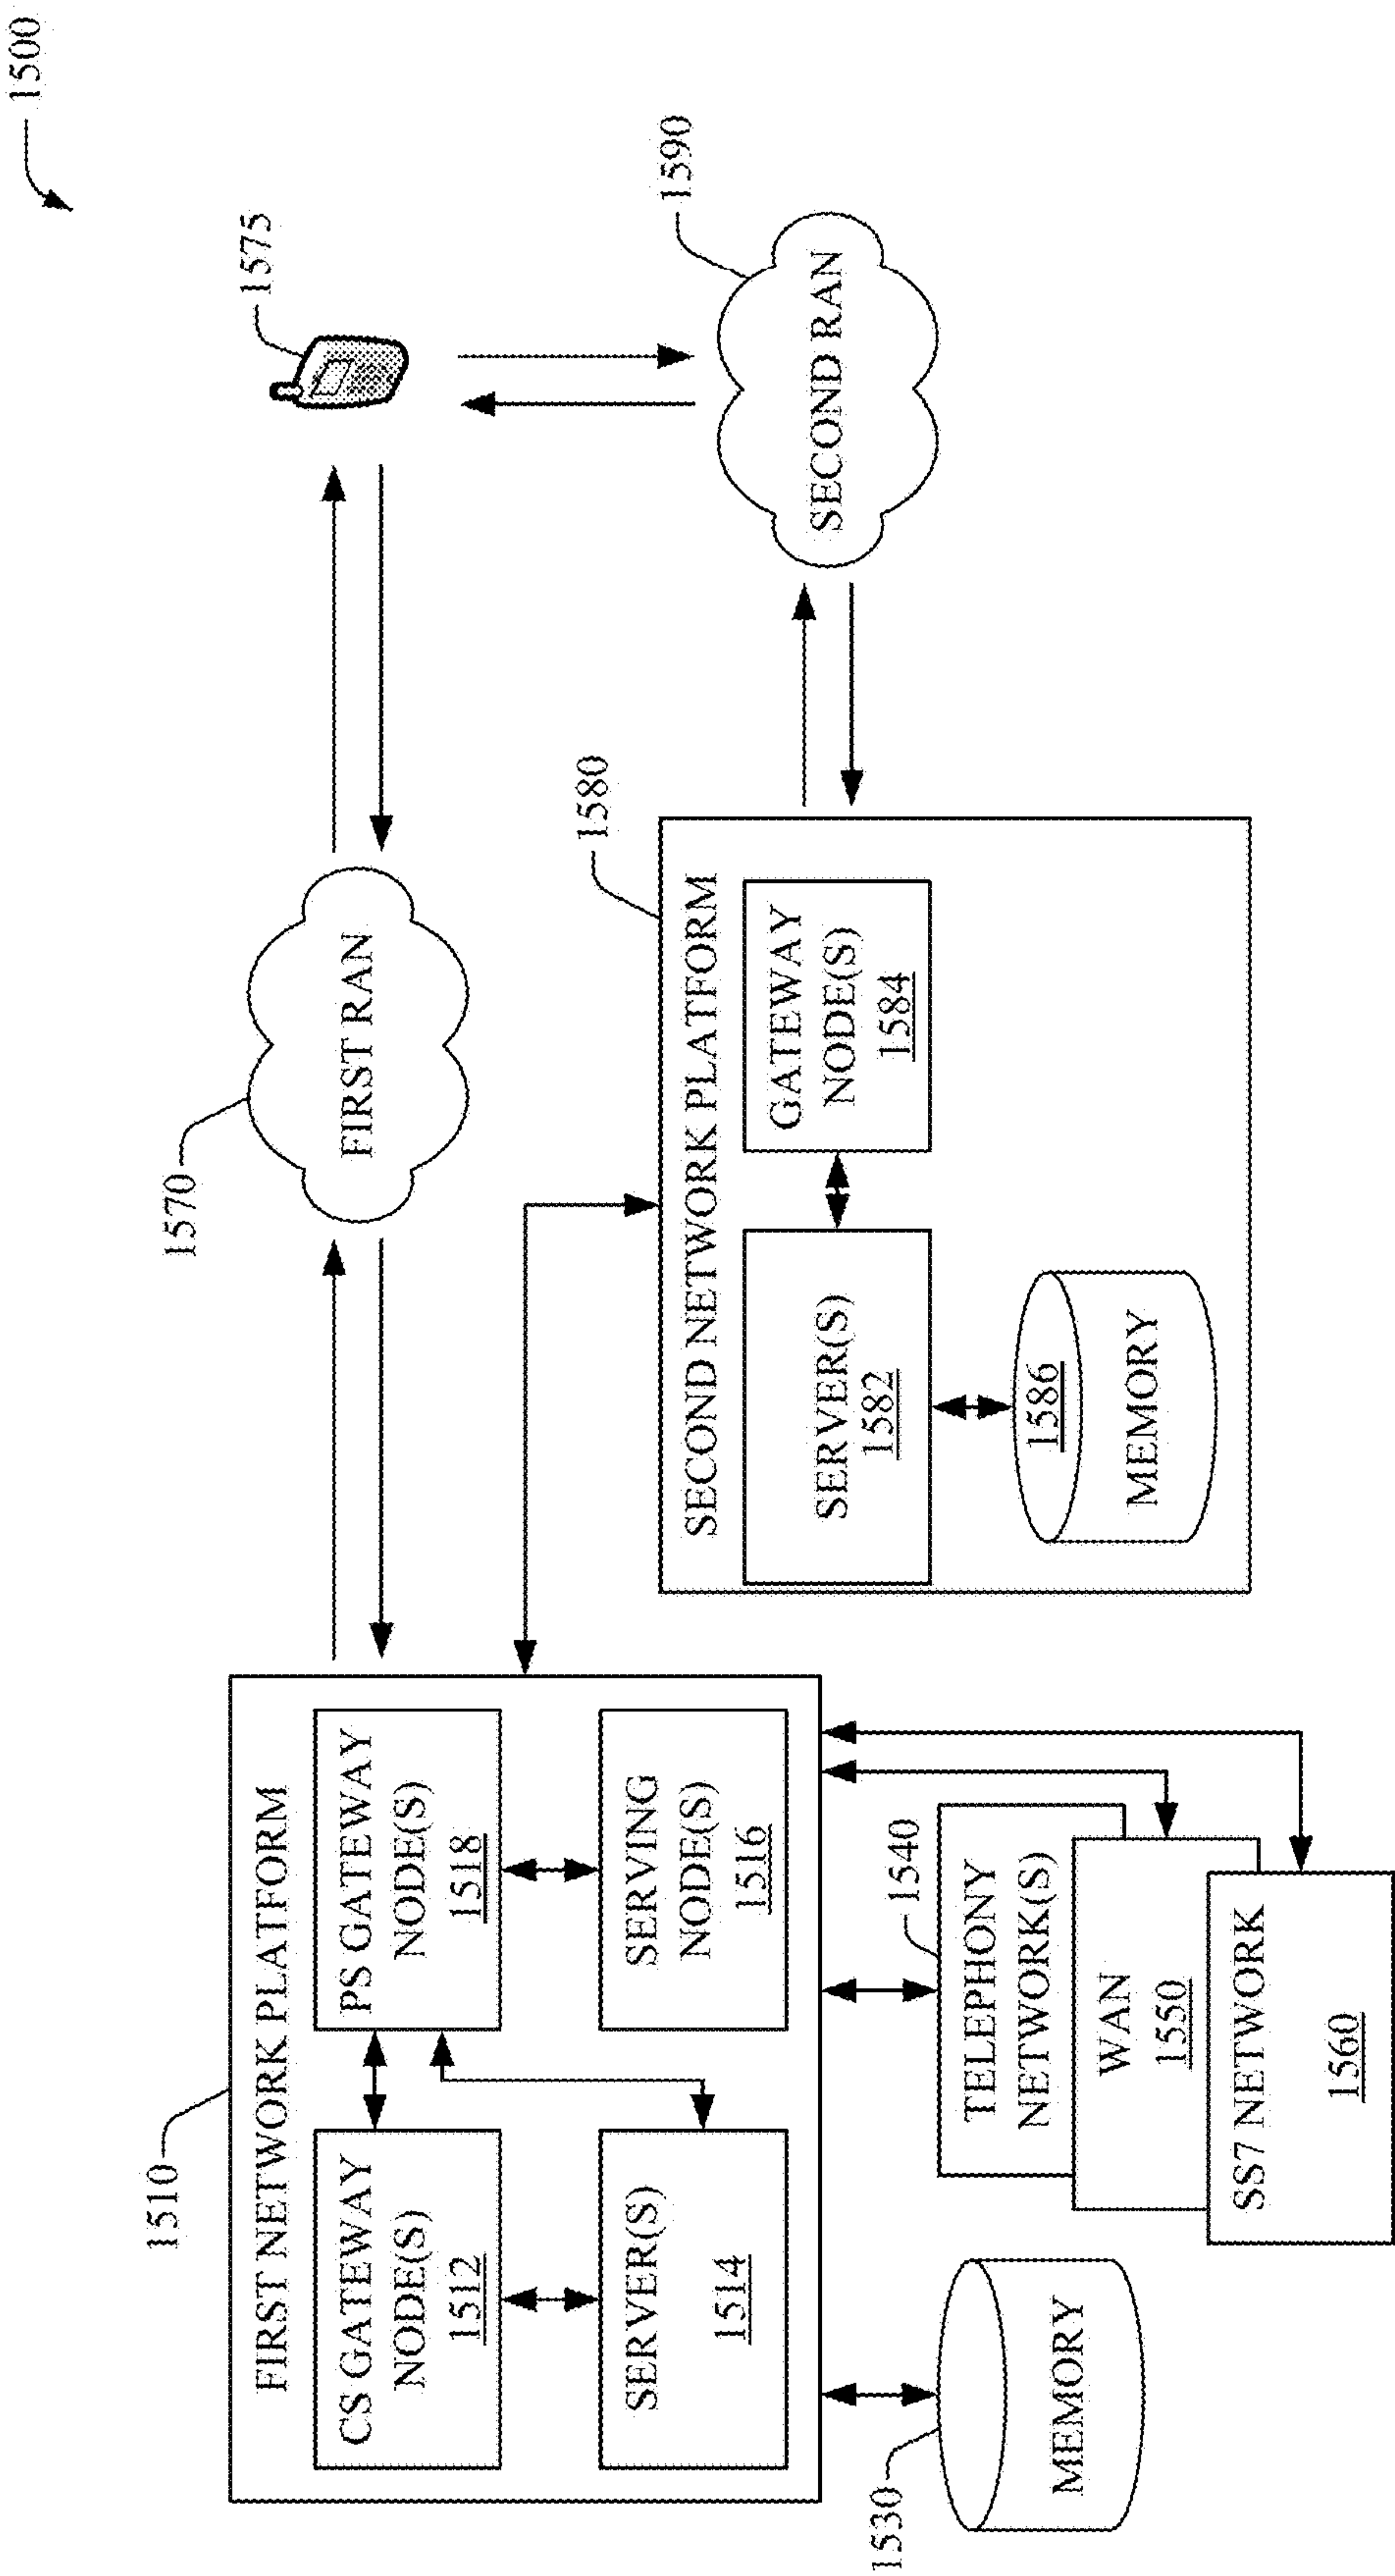 1500
1575
1570
FIRST RAN
1590
SECOND RAN
1510
FIRST NETWORK PLATFORM
CS GATEWAY
NODE(S)
1512
PS GATEWAY
NODE(S)
1518
SERVER(S)
1514
SERVING
NODE(S)
1516
1580
SECOND NETWORK PLATFORM
SERVER(S)
1582
GATEWAY
NODE(S)
1584
1586
MEMORY
1530
MEMORY
1540
TELEPHONY
NETWORK(S)
WAN
1550
SS7 NETWORK
1560